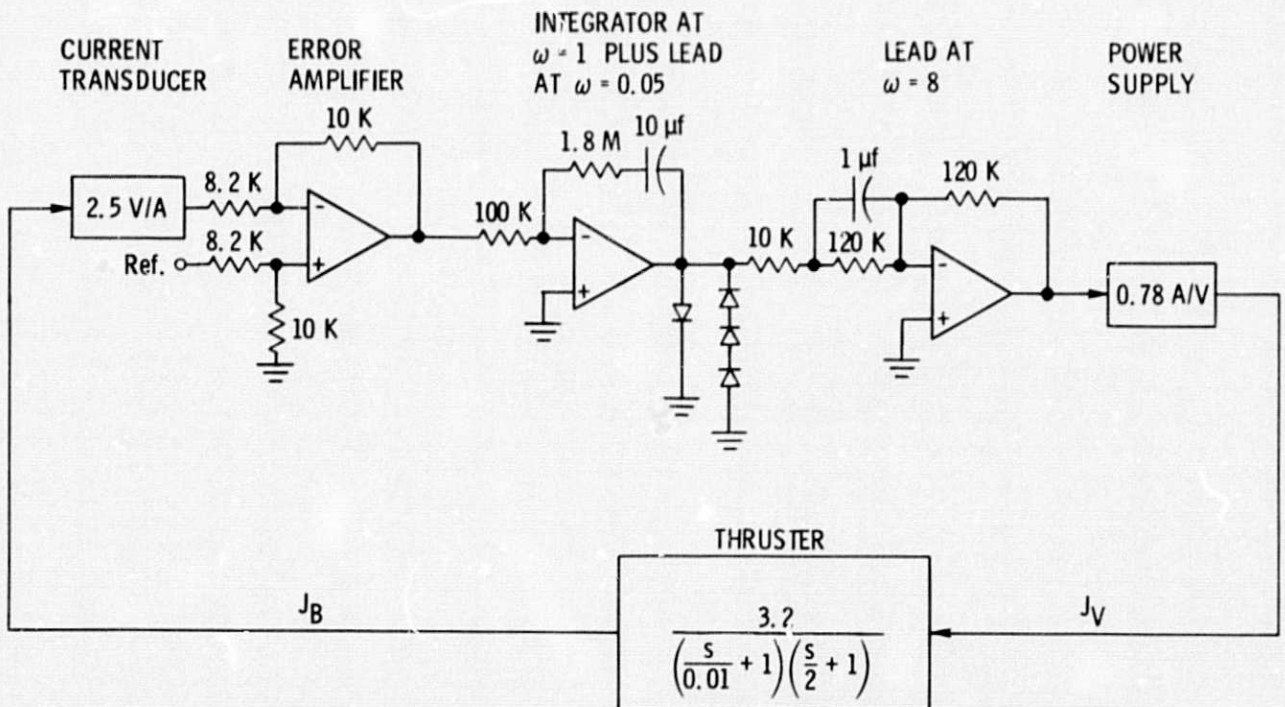 CURRENT
TRANSDUCER
ERROR
AMPLIFIER
INTEGRATOR AT
ω = 1 PLUS LEAD
AT ω = 0.05
LEAD AT
ω = 8
POWER
SUPPLY
10 K
1.8 M
10 µf
1 µf
120 K
8.2 K
2.5 V/A
-
100 K
-
10 K
120 K
-
8.2 K
Ref.
+
+
+
0.78 A/V
10 K
THRUSTER
J_B
J_V
s
0.01
+ 1
s
2
+ 1